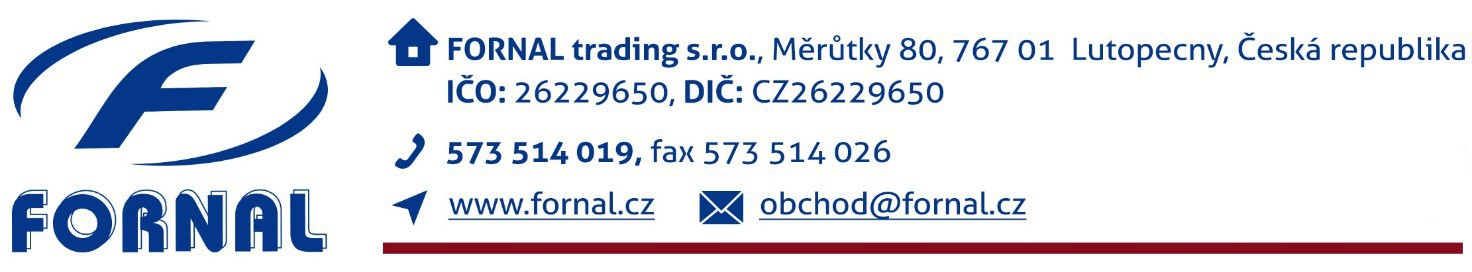 F
FORNAL
FORNAL trading s.r.o., Měrůtky 80, 767 01 Lutopecny, Česká republika
IČO: 26229650, DIČ: CZ26229650
573 514 019, fax 573 514 026
www.fornal.cz obchod@fornal.cz